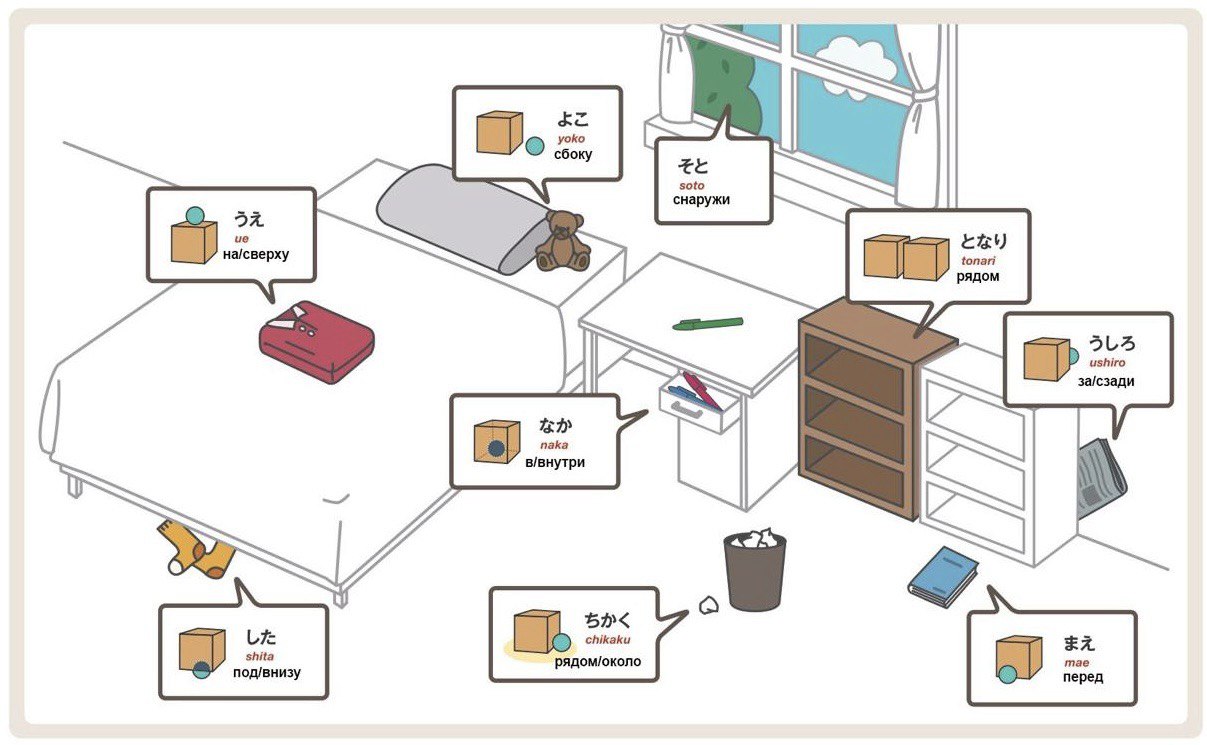 よこ
yoko
сбоку
そと
soto
снаружи
うえ
ue
на/сверху
となり
tonari
рядом
うしろ
ushiro
за/сзади
なか
naka
в/внутри
した
shita
под/внизу
ちかく
chikaku
рядом/около
まえ
mae
перед